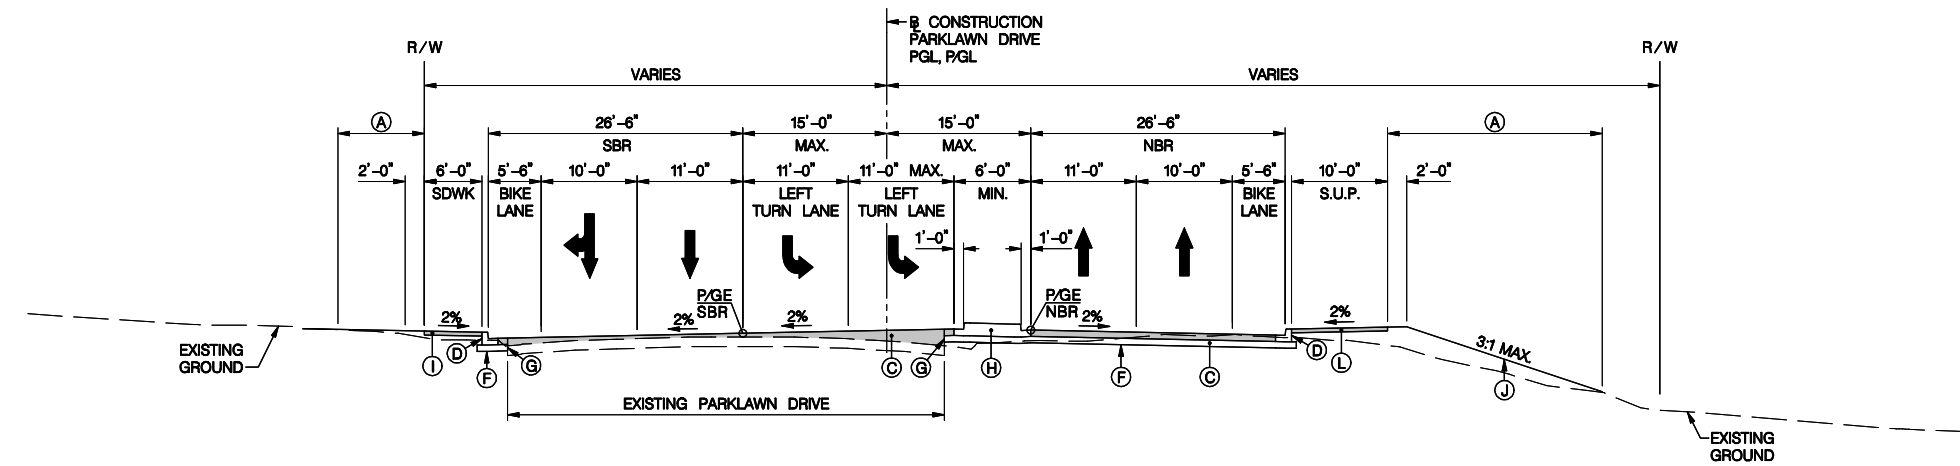 B̲L CONSTRUCTION
PARKLAWN DRIVE
PGL, P/GL
R/W
R/W
VARIES
VARIES
A
26'-6"
15'-0"
15'-0"
26'-6"
A
SBR
MAX.
MAX.
NBR
2'-0"
6'-0"
5'-6"
10'-0"
11'-0"
11'-0"
11'-0" MAX.
6'-0"
11'-0"
10'-0"
5'-6"
10'-0"
2'-0"
SDWK
BIKE
LANE
LEFT
TURN LANE
LEFT
TURN LANE
MIN.
BIKE
LANE
S.U.P.
1'-0"
1'-0"
P/GE
SBR
P/GE
NBR
2%
2%
2%
2%
2%
EXISTING
GROUND
3:1 MAX.
I
D
F
G
C
G
H
F
C
D
L
J
EXISTING PARKLAWN DRIVE
EXISTING
GROUND